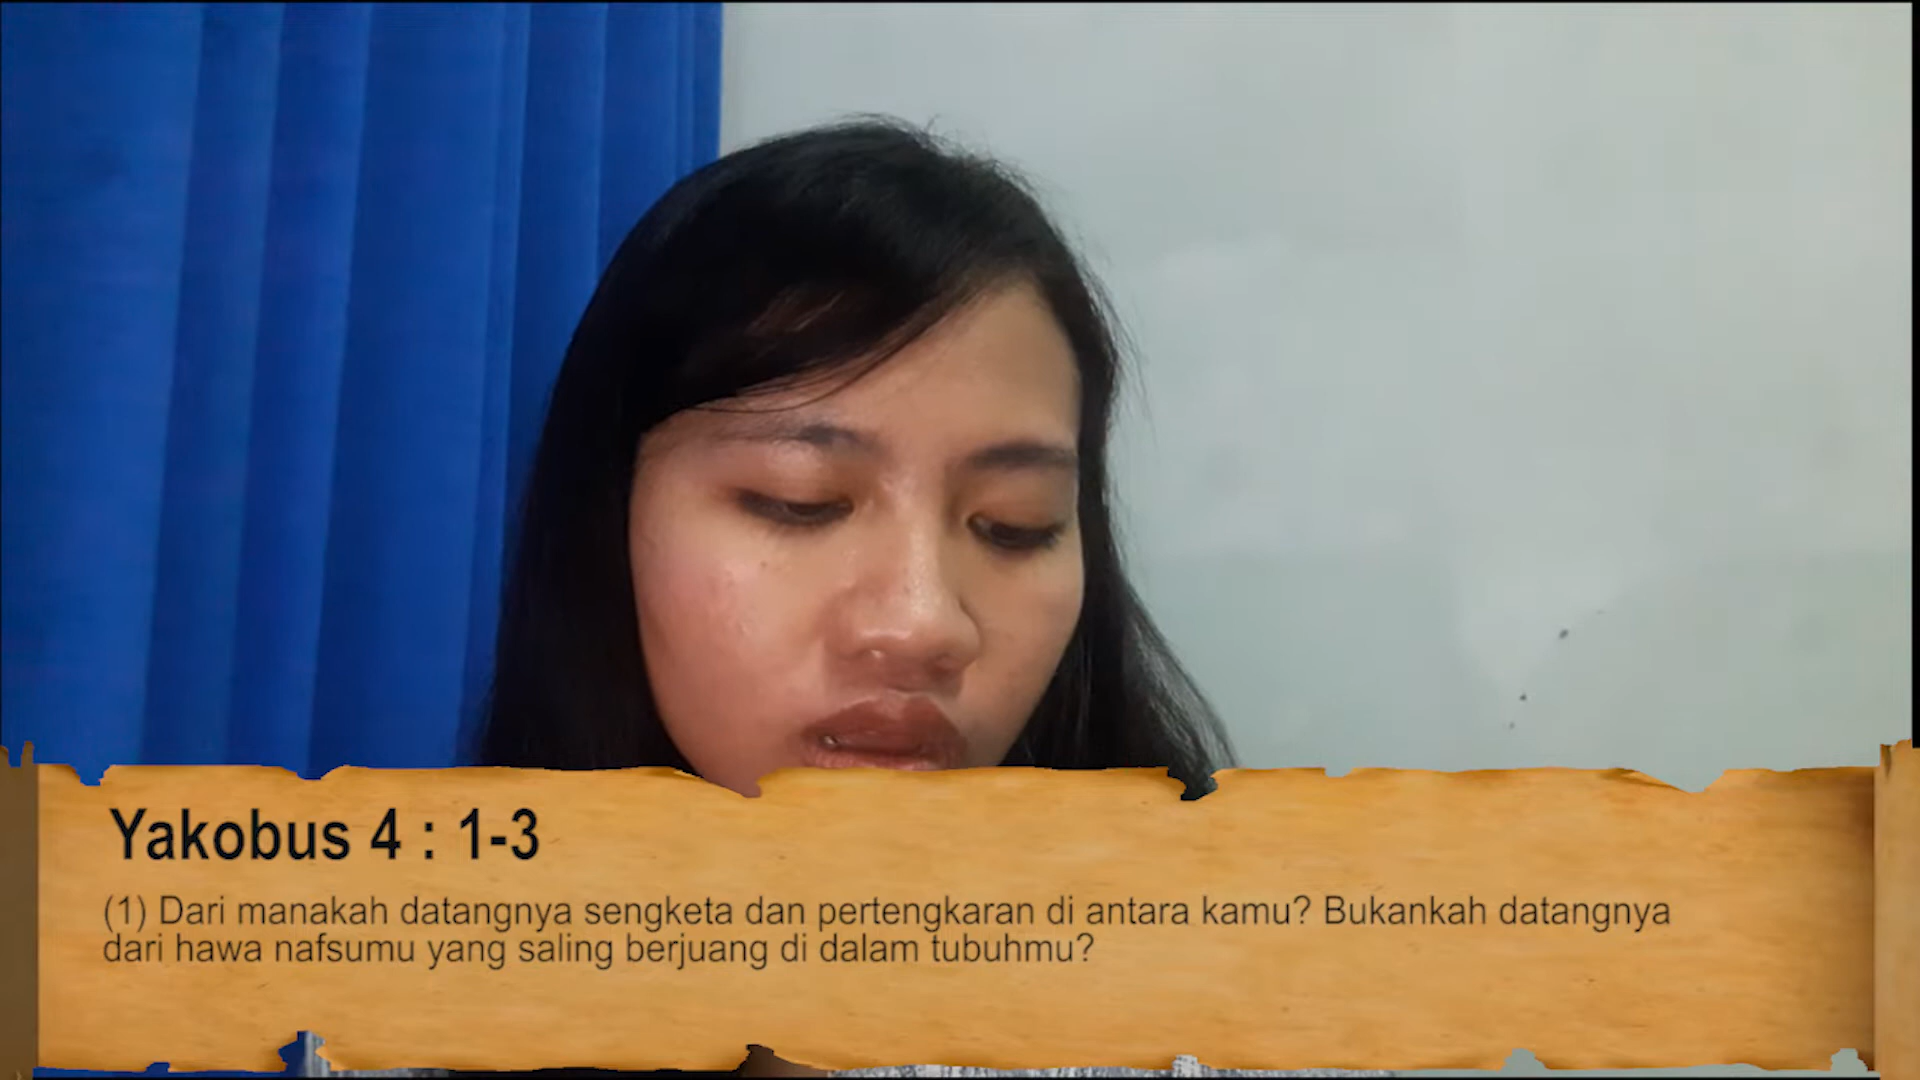 Yakobus 4 : 1-3
(1) Dari manakah datangnya sengketa dan pertengkaran di antara kamu? Bukankah datangnya
dari hawa nafsumu yang saling berjuang di dalam tubuhmu?